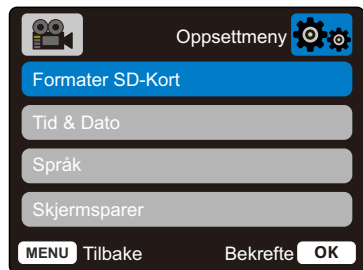 Oppsettmeny
Formater SD-Kort
Tid & Dato
Språk
Skjermsparer
MENU Tilbake Bekrefte OK